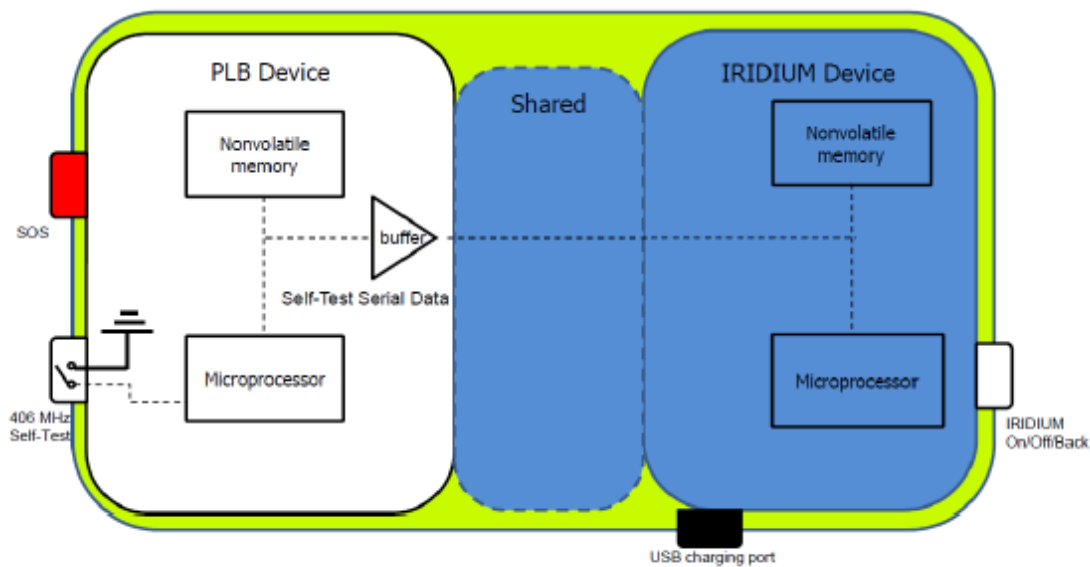 PLB Device
IRIDIUM Device
Shared
Nonvolatile
memory
Nonvolatile
memory
SOS
buffer
Self-Test Serial Data
Microprocessor
Microprocessor
406 MHz
Self-Test
IRIDIUM
On/Off/Back
USB charging port